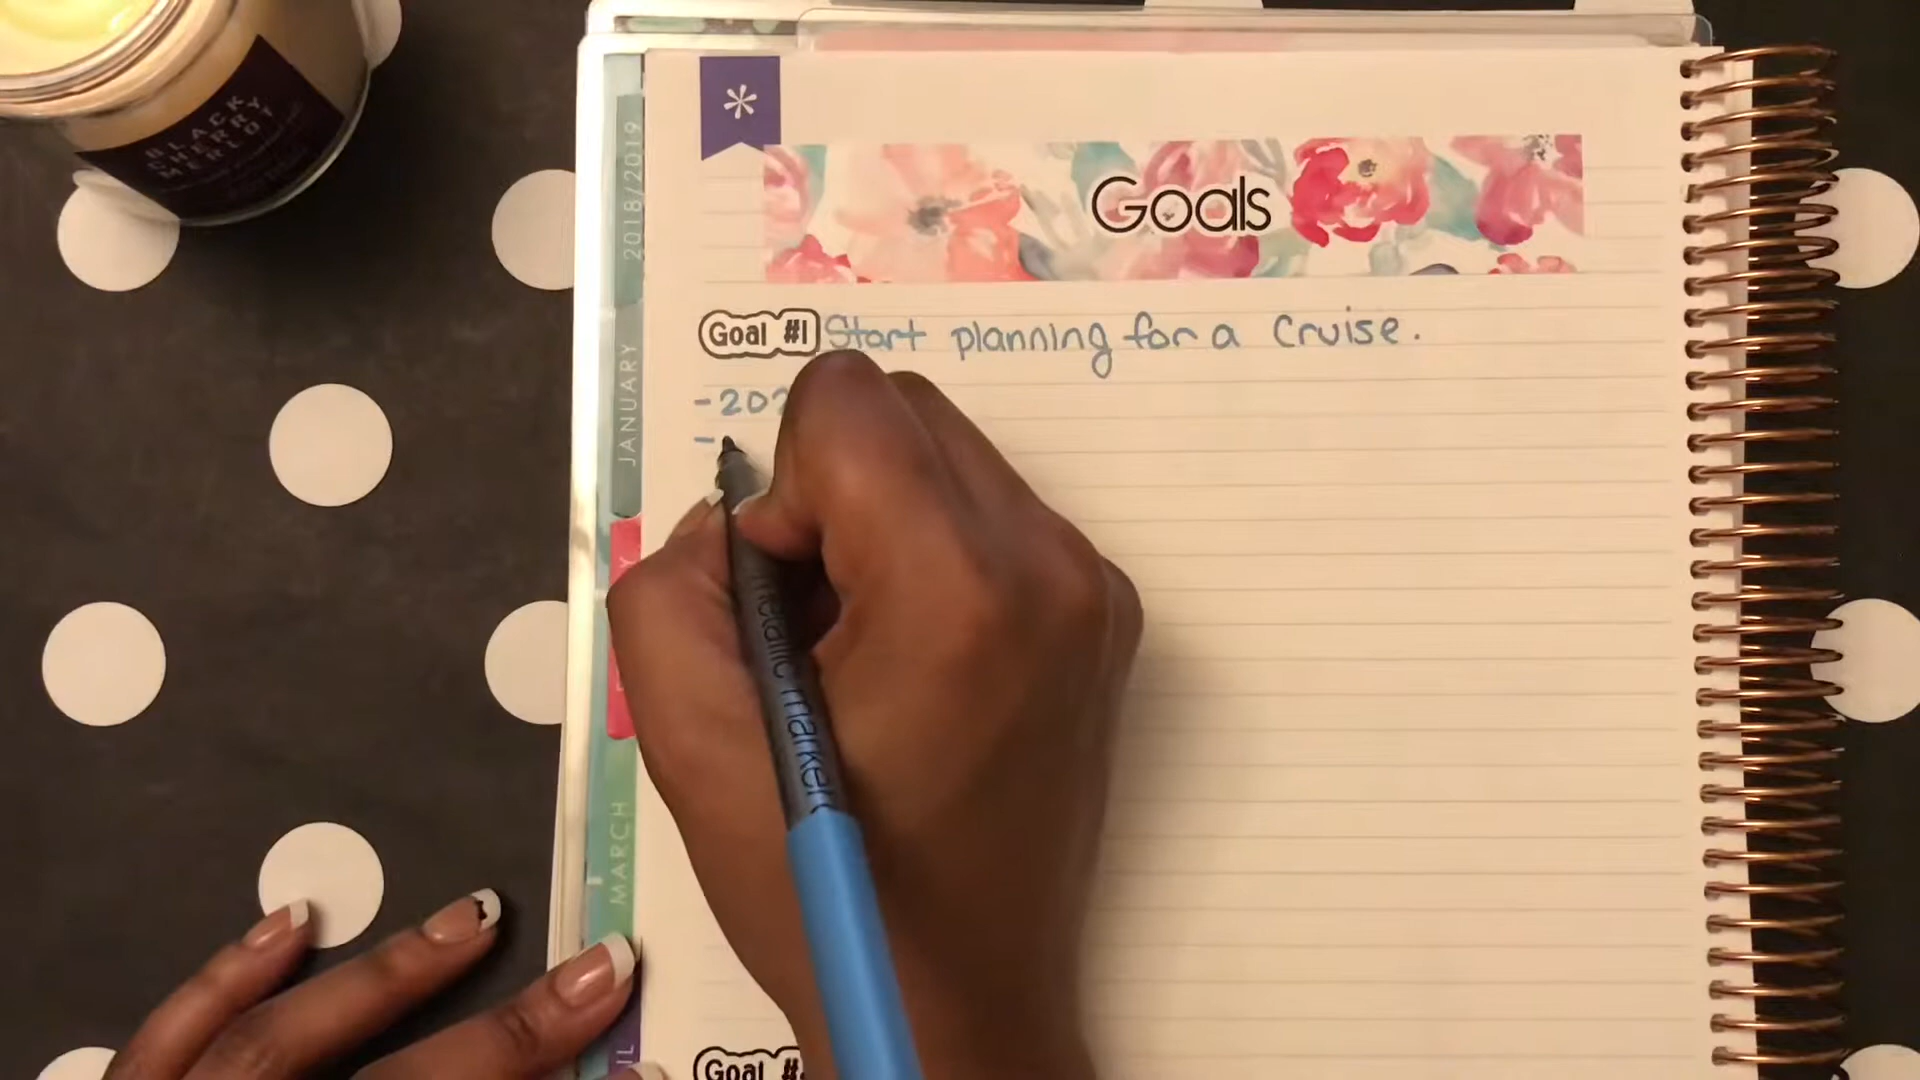 BLACK
CHERRY
MERLOT
*
2018/2019
JANUARY
MARCH
Goals
Goal #1 Start planning for a Cruise.
-202
-
metallic marker
Goal #